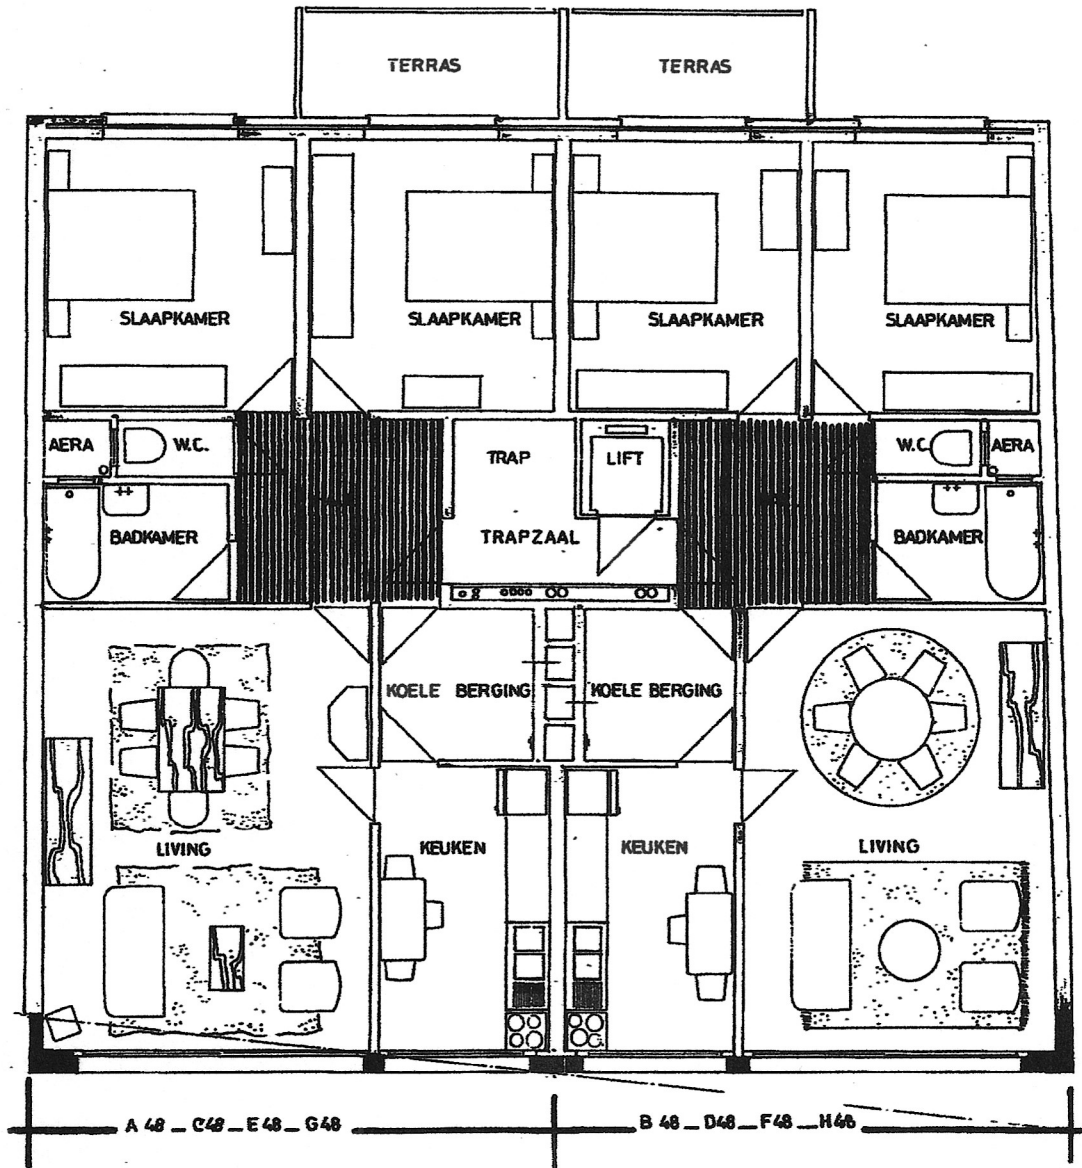 TERRAS TERRAS
SLAAPKAMER SLAAPKAMER SLAAPKAMER SLAAPKAMER
AERA W.C. TRAP LIFT W.C. AERA
BADKAMER TRAPZAAL BADKAMER
KOELE BERGING KOELE BERGING
LIVING KEUKEN KEUKEN LIVING
A 48 _ C48 _ E 48 _ G48 B 48 _ D48 _ F48 _ H48